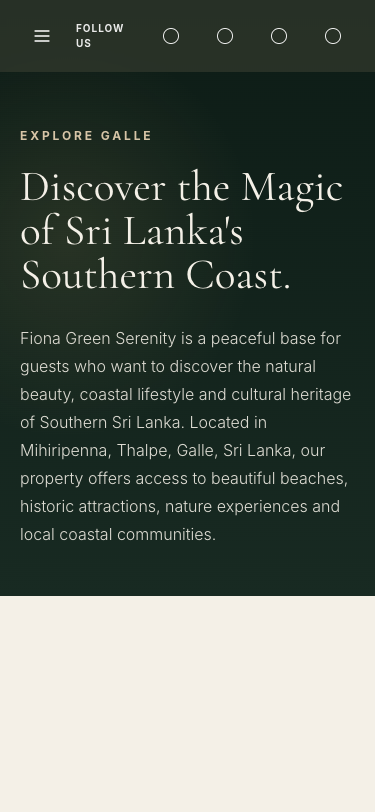 FOLLOW
US
EXPLORE GALLE
Discover the Magic
of Sri Lanka's
Southern Coast.
Fiona Green Serenity is a peaceful base for
guests who want to discover the natural
beauty, coastal lifestyle and cultural heritage
of Southern Sri Lanka. Located in
Mihiripenna, Thalpe, Galle, Sri Lanka, our
property offers access to beautiful beaches,
historic attractions, nature experiences and
local coastal communities.